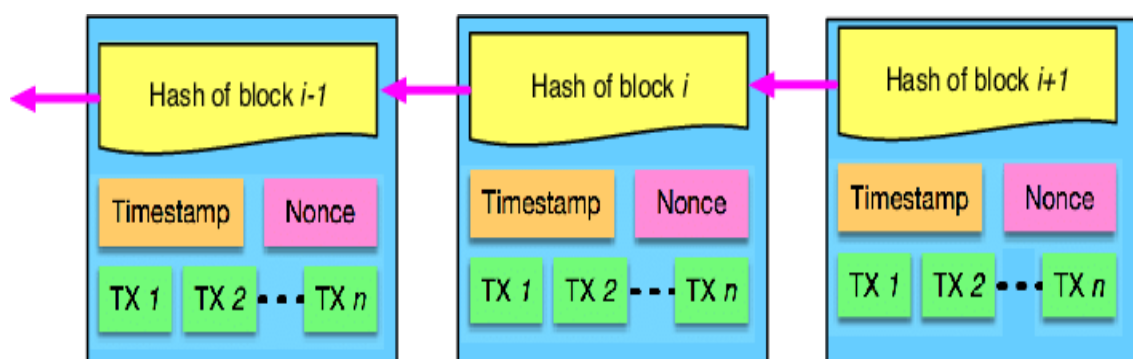 Hash of block i-1
Timestamp Nonce
TX 1 TX 2 TX n
Hash of block i
Timestamp Nonce
TX 1 TX 2 TX n
Hash of block i+1
Timestamp Nonce
TX 1 TX 2 TX n